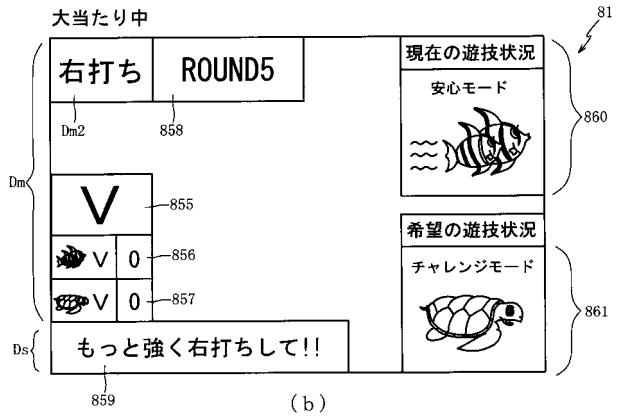 大当たり中
81
右打ち
ROUND5
Dm2
858
現在の遊技状況
安心モード
860
Dm
V
855
V 0
856
V 0
857
希望の遊技状況
チャレンジモード
861
Ds
もっと強く右打ちして!!
859
(b)